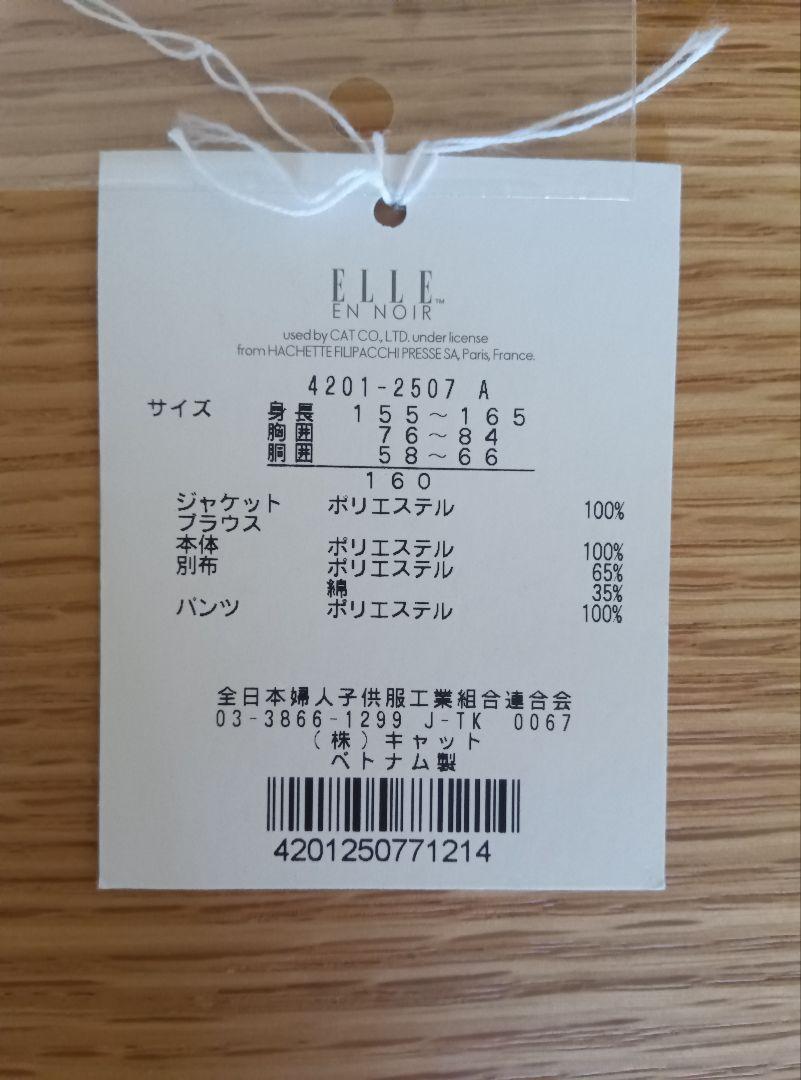 ELLE™
EN NOIR
used by CAT CO., LTD. under license
from HACHETTE FILIPACCHI PRESSE SA, Paris, France.
4201-2507 A
サイズ 身長 155～165
胸囲 76～84
胴囲 58～66
160
ジャケット ポリエステル 100%
ブラウス
本体 ポリエステル 100%
別布 ポリエステル 65%
綿 35%
パンツ ポリエステル 100%
全日本婦人子供服工業組合連合会
03-3866-1299 J-TK 0067
(株)キャット
ベトナム製
4201250771214